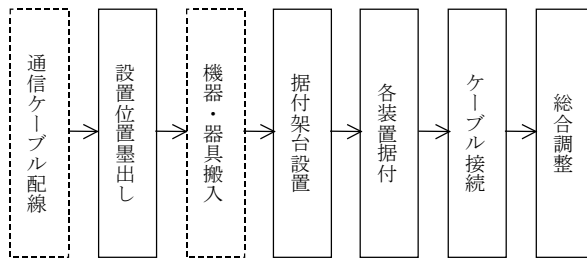 通信ケーブル配線
設置位置墨出し
機器・器具搬入
据付架台設置
各装置据付
ケーブル接続
総合調整